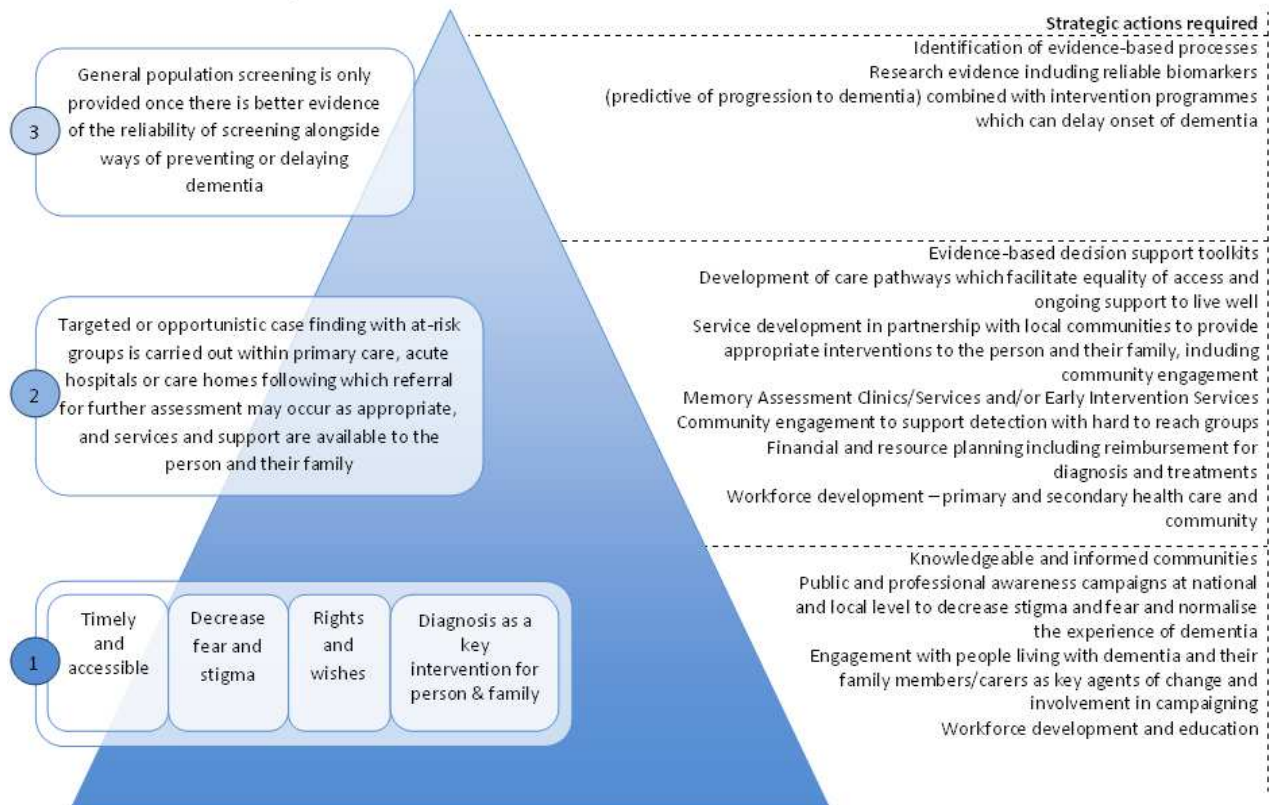 Strategic actions required
Identification of evidence-based processes
Research evidence including reliable biomarkers
(predictive of progression to dementia) combined with intervention programmes
which can delay onset of dementia
General population screening is only
provided once there is better evidence
of the reliability of screening alongside
ways of preventing or delaying
dementia
3
Evidence-based decision support toolkits
Development of care pathways which facilitate equality of access and
ongoing support to live well
Service development in partnership with local communities to provide
appropriate interventions to the person and their family, including
community engagement
Memory Assessment Clinics/Services and/or Early Intervention Services
Community engagement to support detection with hard to reach groups
Financial and resource planning including reimbursement for
diagnosis and treatments
Workforce development – primary and secondary health care and
community
Targeted or opportunistic case finding with at-risk
groups is carried out within primary care, acute
hospitals or care homes following which referral
for further assessment may occur as appropriate,
and services and support are available to the
person and their family
2
Knowledgeable and informed communities
Public and professional awareness campaigns at national
and local level to decrease stigma and fear and normalise
the experience of dementia
Engagement with people living with dementia and their
family members/carers as key agents of change and
involvement in campaigning
Workforce development and education
1
Timely
and
accessible
Decrease
fear and
stigma
Rights
and
wishes
Diagnosis as a
key
intervention for
person & family